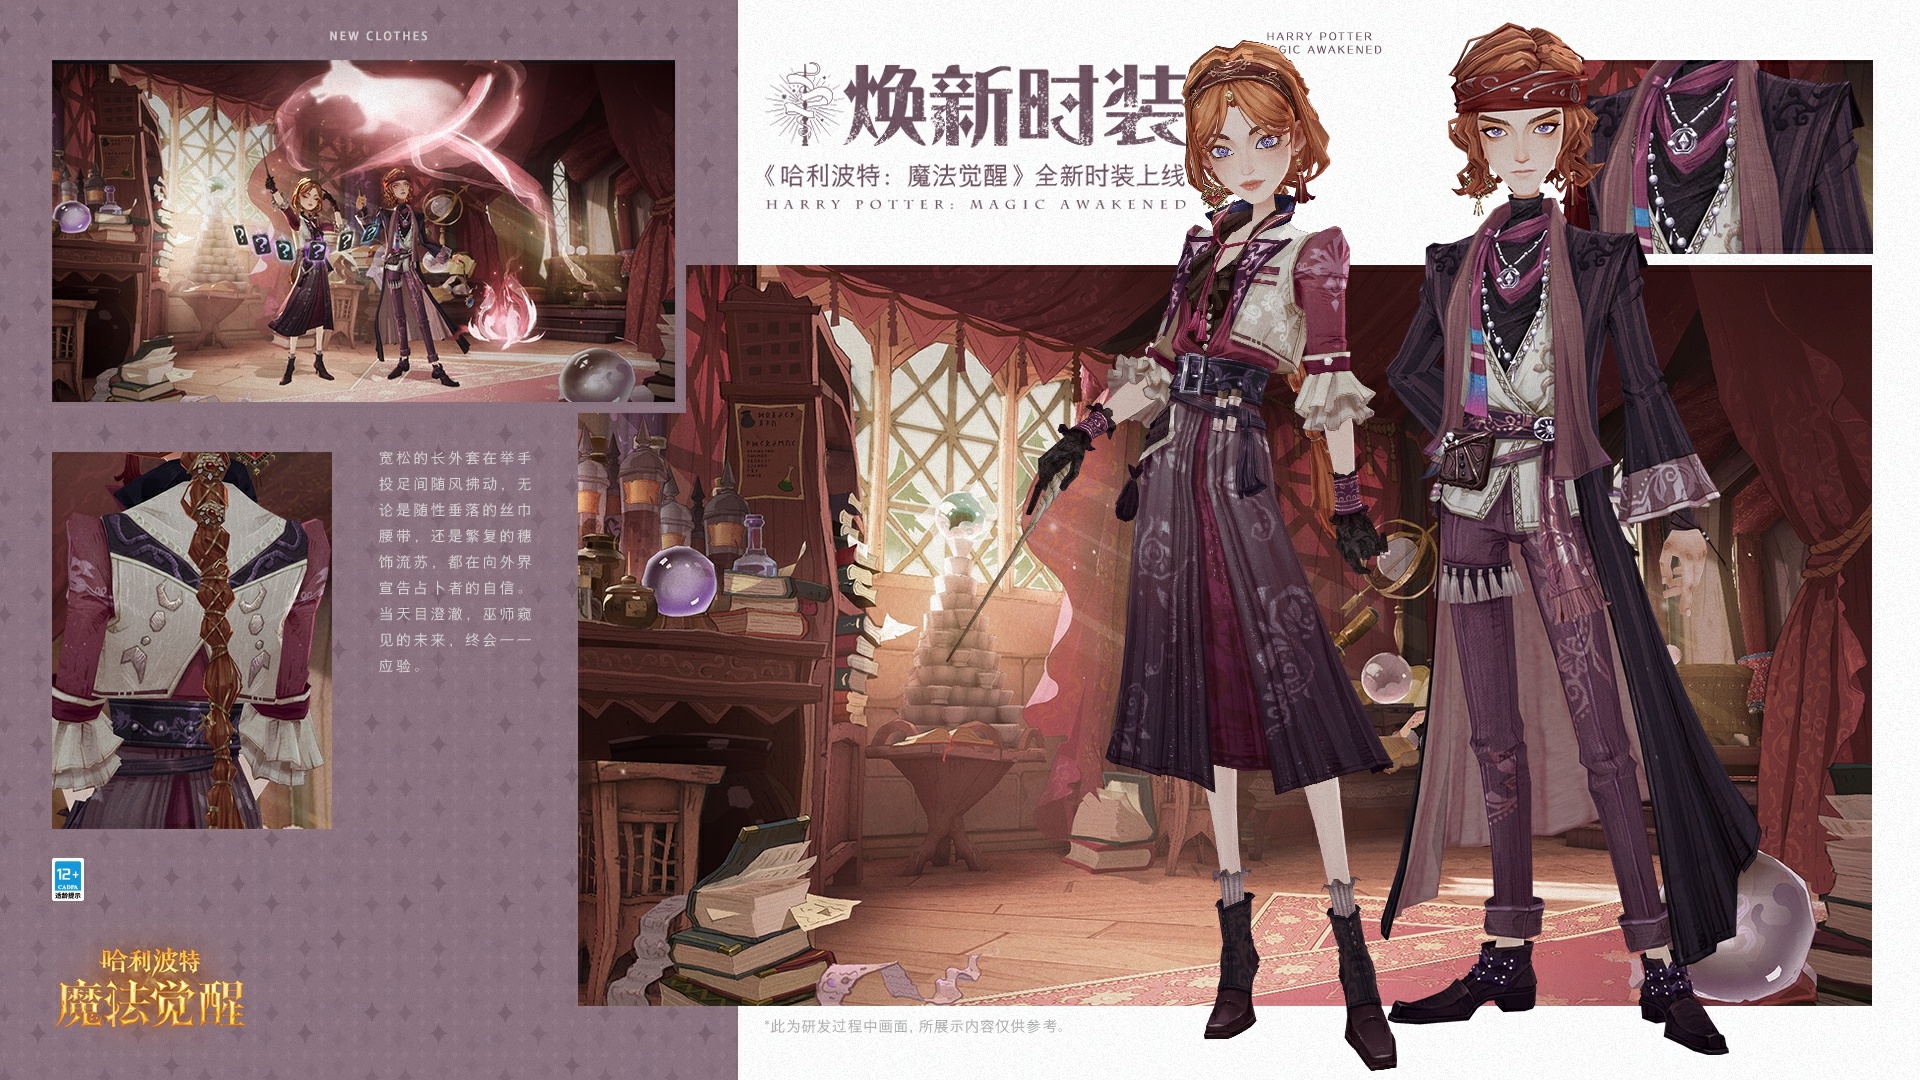 NEW CLOTHES
宽松的长外套在举手
投足间随风拂动，无
论是随性垂落的丝巾
腰带，还是繁复的穗
饰流苏，都在向外界
宣告占卜者的自信。
当天目澄澈，巫师窥
见的未来，终会一一
应验。
12+
CADPA
适龄提示
哈利波特
魔法觉醒
HARRY POTTER
GIC AWAKENED
焕新时装
《哈利波特：魔法觉醒》全新时装上线
HARRY POTTER: MAGIC AWAKENED
*此为研发过程中画面，所展示内容仅供参考。